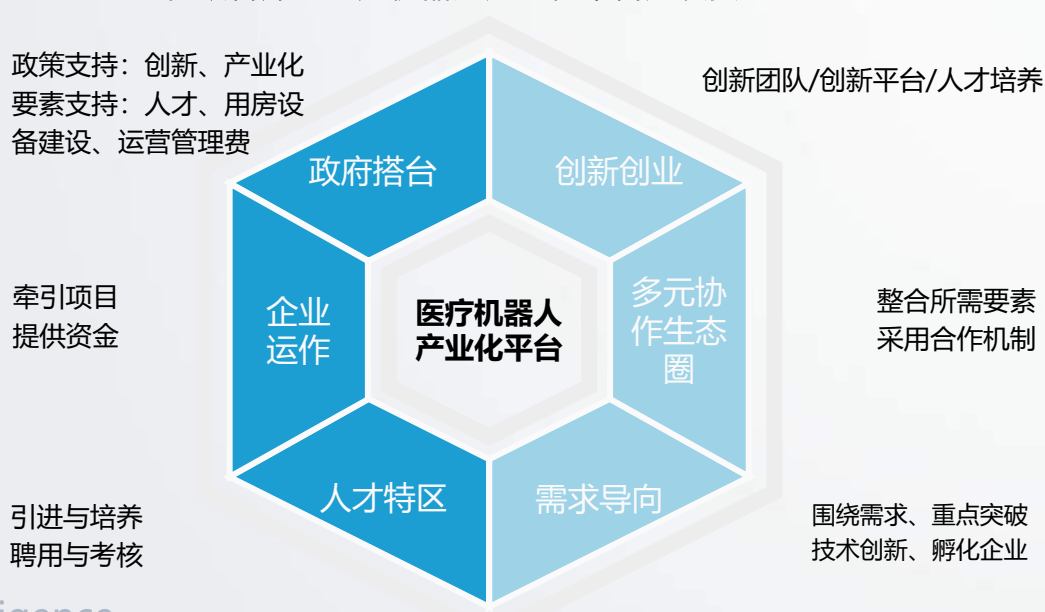 政策支持：创新、产业化
要素支持：人才、用房设
备建设、运营管理费
创新团队/创新平台/人才培养
政府搭台
创新创业
牵引项目
提供资金
企业
运作
医疗机器人
产业化平台
多元协
作生态
圈
整合所需要素
采用合作机制
人才特区
需求导向
引进与培养
聘用与考核
围绕需求、重点突破
技术创新、孵化企业